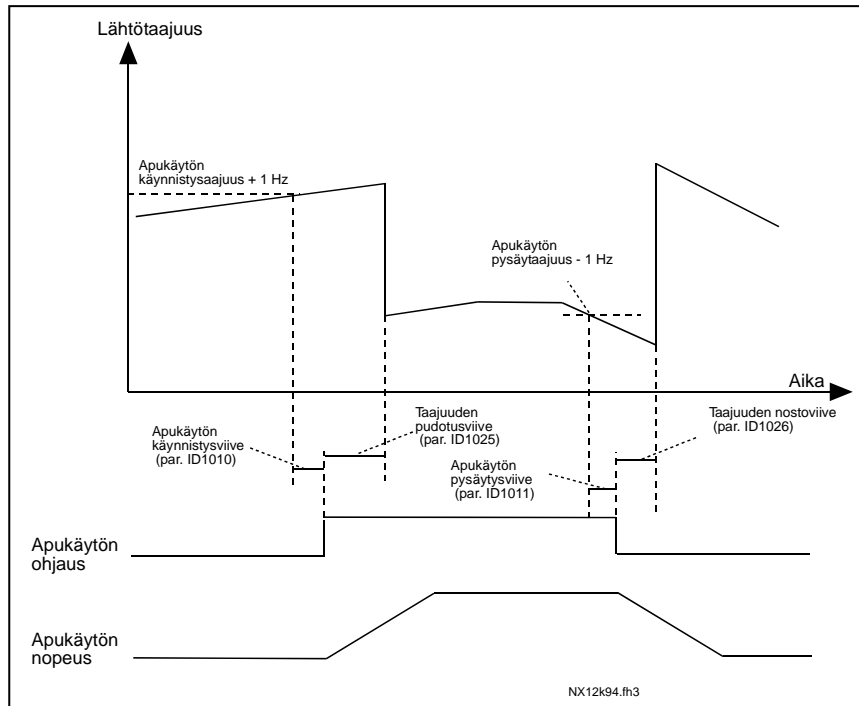 Lähtötaajuus
Apukäytön
käynnistysaajuus + 1 Hz
Apukäytön
pysäytaajuus - 1 Hz
Aika
Apukäytön
käynnistysviive
(par. ID1010)
Taajuuden
pudotusviive
(par. ID1025)
Apukäytön
pysäytysviive
(par. ID1011)
Taajuuden nostoviive
(par. ID1026)
Apukäytön
ohjaus
Apukäytön
nopeus
NX12k94.fh3